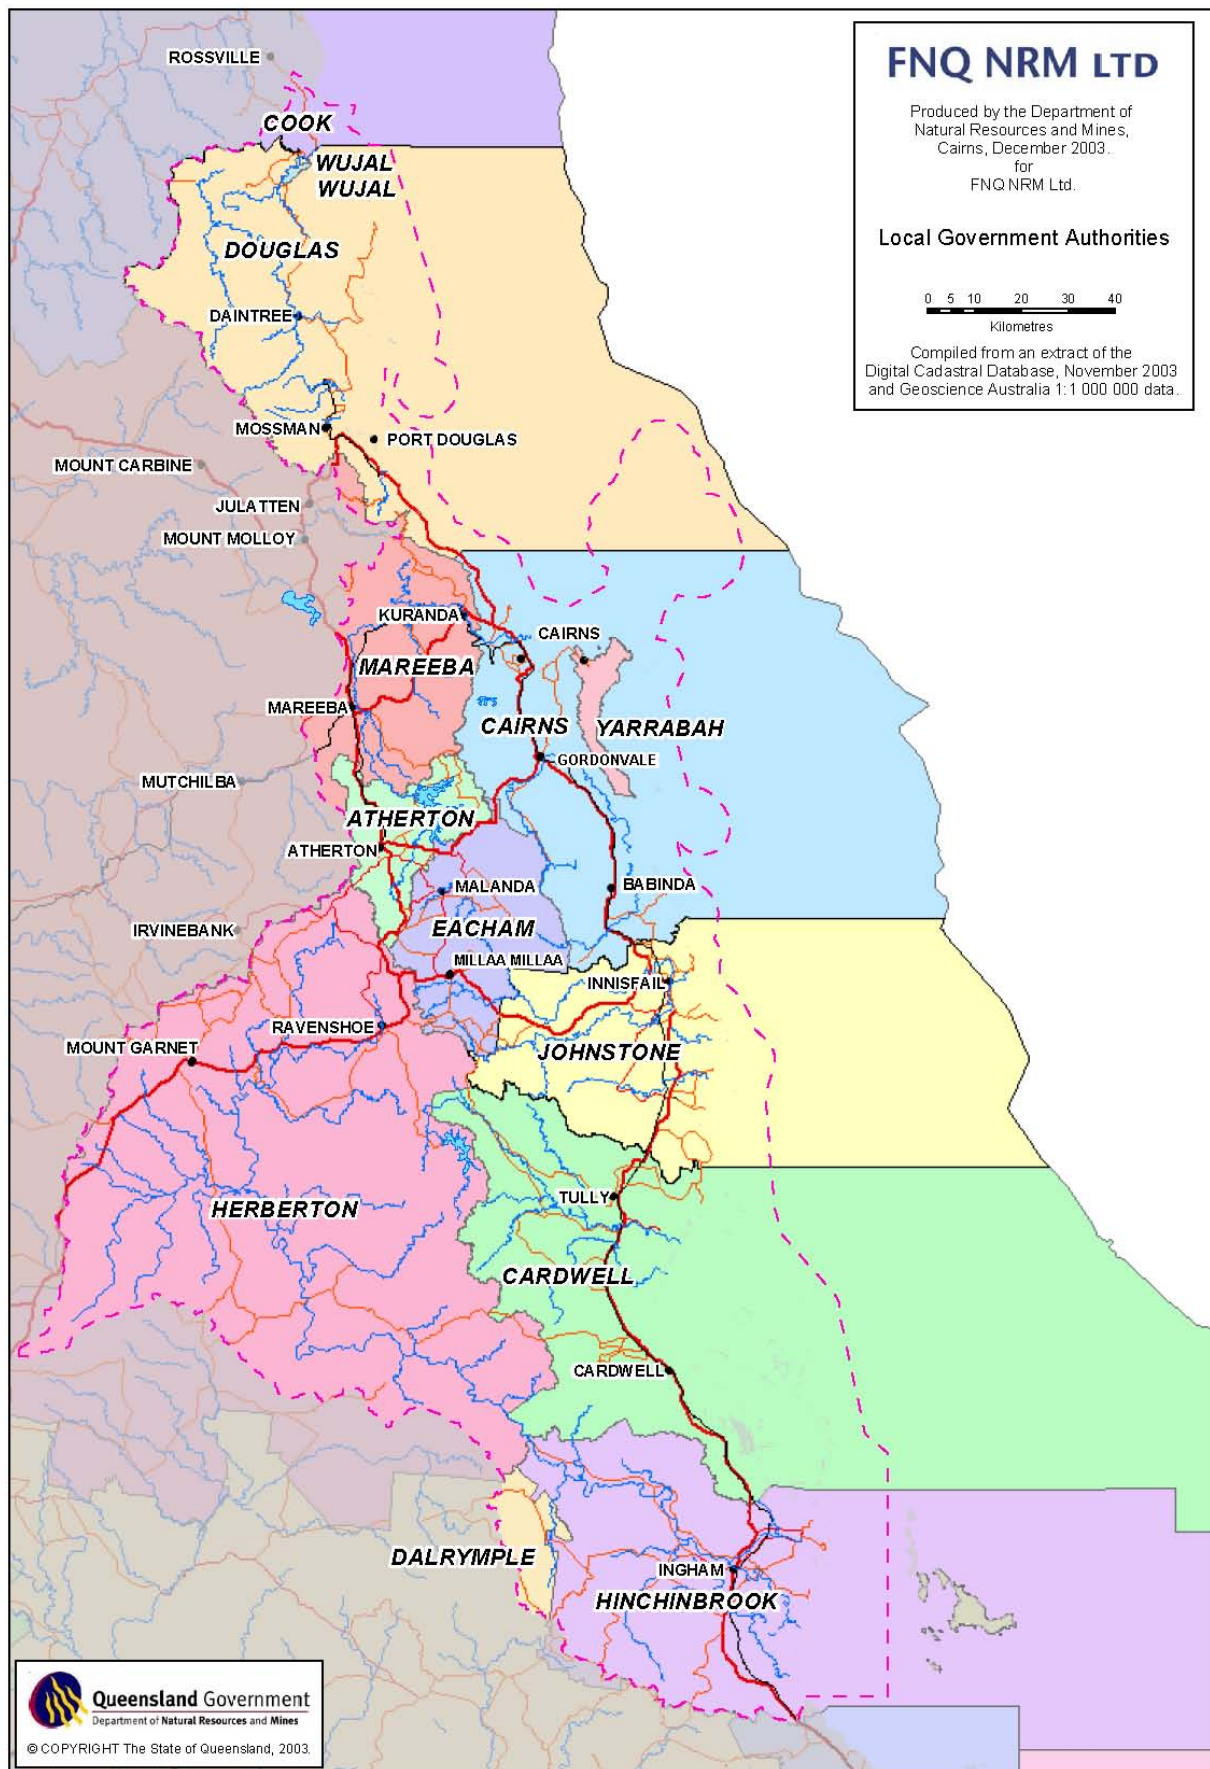 FNQ NRM LTD
Produced by the Department of
Natural Resources and Mines,
Cairns, December 2003.
for
FNQ NRM Ltd.
Local Government Authorities
0 5 10 20 30 40
Kilometres
Compiled from an extract of the
Digital Cadastral Database, November 2003
and Geoscience Australia 1:1 000 000 data.
ROSSVILLE
COOK
WUJAL
WUJAL
DOUGLAS
DAINTREE
MOSSMAN
PORT DOUGLAS
MOUNT CARBINE
JULATTEN
MOUNT MOLLOY
KURANDA
CAIRNS
MAREEBA
MAREEBA
CAIRNS
YARRABAH
GORDONVALE
MUTCHILBA
ATHERTON
ATHERTON
MALANDA
BABINDA
IRVINEBANK
EACHAM
MILLAA MILLAA
INNISFAIL
RAVENSHOE
MOUNT GARNET
JOHNSTONE
TULLY
HERBERTON
CARDWELL
CARDWELL
DALRYMPLE
INGHAM
HINCHINBROOK
Queensland Government
Department of Natural Resources and Mines
© COPYRIGHT The State of Queensland, 2003.